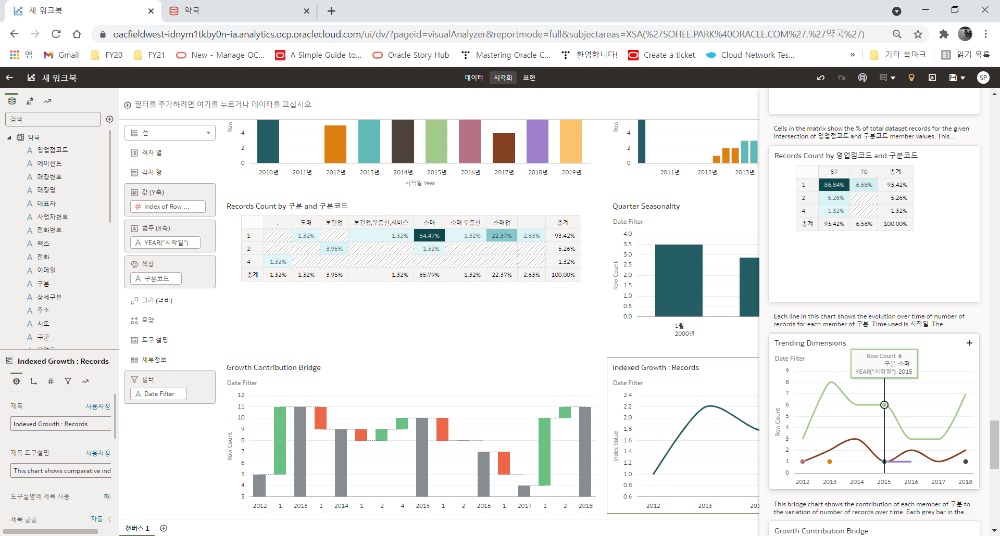 새 워크북
약국
oacfieldwest-idnym1tkby0n-ia.analytics.ocp.oraclecloud.com/ui/dv/?pageid=visualAnalyzer&reportmode=full&subjectareas=XSA(%27SOHEE.PARK%40ORACLE.COM%27.%27약국%27)
앱 Gmail FY20 FY21 New - Manage OC... A Simple Guide to... Oracle Story Hub Mastering Oracle C... 환영합니다! Create a ticket Cloud Network Tes... » 기타 북마크 읽기 목록
새 워크북 데이터 시각화 표현 SP
검색
약국
영업점코드
에이전트
매장번호
매장명
대표자
사업자번호
전화번호
팩스
전화
이메일
구분
상세구분
주소
시도
구군
Indexed Growth : Records
제목 사용자정
Indexed Growth : Records
제목 도구설명 사용자정
This chart shows comparative ind
도구설명에 제목 사용
제목 글꼴 자동
필터를 추가하려면 여기를 누르거나 데이터를 끄십시오.
선
격자 열
격자 행
값 (Y축)
# Index of Row ...
범주 (X축)
A YEAR("시작일")
색상
A 구분코드
크기 (너비)
모양
도구 설명
세부정보
필터
A Date Filter
Row
4
2
0
2010년 2011년 2012년 2013년 2014년 2015년 2016년 2017년 2018년 2019년
시작일 Year
Row
4
2
0
2011년 2012년 2013년
Records Count by 구분 and 구분코드
. 도매 보건업 보건업,부동산,서비스 소매 소매 부동산 소매업 총계
1 1.32% 1.32% 64.47% 1.32% 22.37% 2.63% 93.42%
2 3.95% 1.32% 5.26%
4 1.32% 1.32%
총계 1.32% 1.32% 3.95% 1.32% 65.79% 1.32% 22.37% 2.63% 100.00%
Quarter Seasonality
Date Filter
Row Count
4.0
3.5
3.0
2.5
2.0
1.5
1.0
0.5
0.0
1월
2000년
Growth Contribution Bridge
Date Filter
Row Count
12
11
10
9
8
7
6
5
4
3
2012 1 2013 1 2014 1 2 4 2015 1 2 2016 1 2017 1 2 2018
Indexed Growth : Records
Date Filter
Index Value
2.4
2.2
2.0
1.8
1.6
1.4
1.2
1.0
0.8
0.6
2012 2013 201
캔버스 1
Cells in the matrix show the % of total dataset records for the given
intersection of 영업점코드 and 구분코드 member values. This...
Records Count by 영업점코드 and 구분코드
57 70 총계
1 86.84% 6.58% 93.42%
2 5.26% 5.26%
4 1.32% 1.32%
총계 93.42% 6.58% 100.00%
Each line in this chart shows the evolution over time of number of
records for each member of 구분. Time used is 시작일. The...
Trending Dimensions
Date Filter
Row Count 6
구분 소매
YEAR("시작일") 2015
Row Count
9
8
7
6
5
4
3
2
1
0
2012 2013 2014 2015 2016 2017 2018
This bridge chart shows the contribution of each member of 구분 to
the variation of number of records over time. Each grey bar in the...
Growth Contribution Bridge